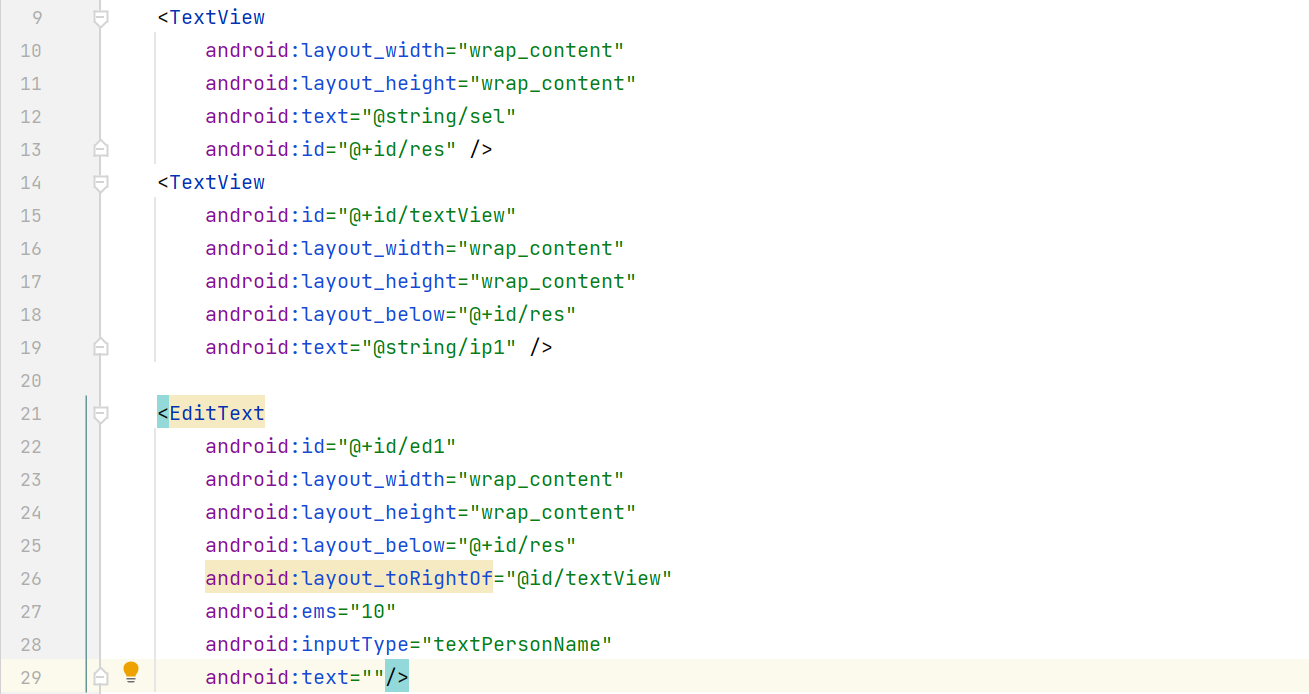 9 <TextView
10 android:layout_width="wrap_content"
11 android:layout_height="wrap_content"
12 android:text="@string/sel"
13 android:id="@+id/res" />
14 <TextView
15 android:id="@+id/textView"
16 android:layout_width="wrap_content"
17 android:layout_height="wrap_content"
18 android:layout_below="@+id/res"
19 android:text="@string/ip1" />
20
21 <EditText
22 android:id="@+id/ed1"
23 android:layout_width="wrap_content"
24 android:layout_height="wrap_content"
25 android:layout_below="@+id/res"
26 android:layout_toRightOf="@id/textView"
27 android:ems="10"
28 android:inputType="textPersonName"
29 android:text=""/>